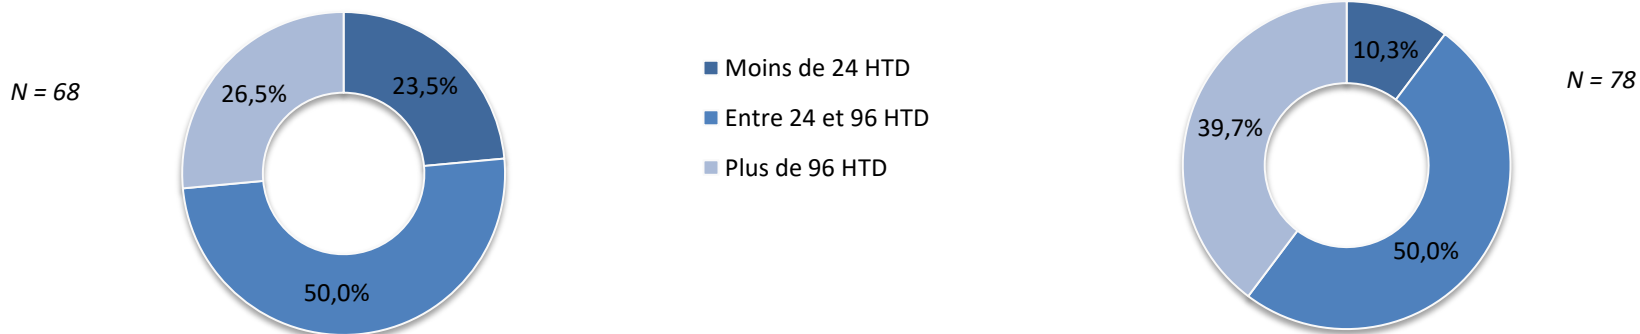 N = 68
26,5%
23,5%
50,0%
Moins de 24 HTD
Entre 24 et 96 HTD
Plus de 96 HTD
10,3%
39,7%
50,0%
N = 78